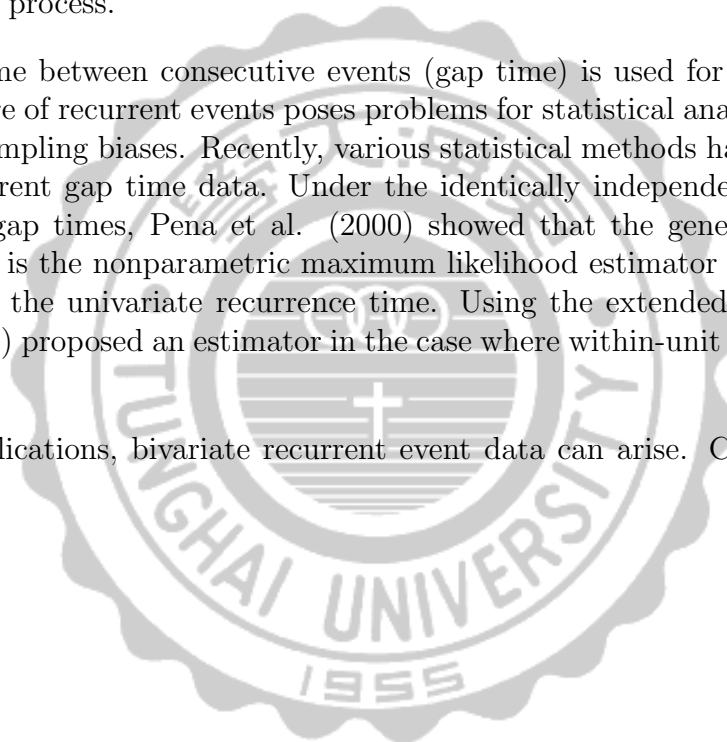 process.
me between consecutive events (gap time) is used for
re of recurrent events poses problems for statistical ana
mpling biases. Recently, various statistical methods ha
rrent gap time data. Under the identically independe
gap times, Pena et al. (2000) showed that the gene
is the nonparametric maximum likelihood estimator
the univariate recurrence time. Using the extended
) proposed an estimator in the case where within-unit
lications, bivariate recurrent event data can arise. C
TUNGHAI UNIVERSITY
1955